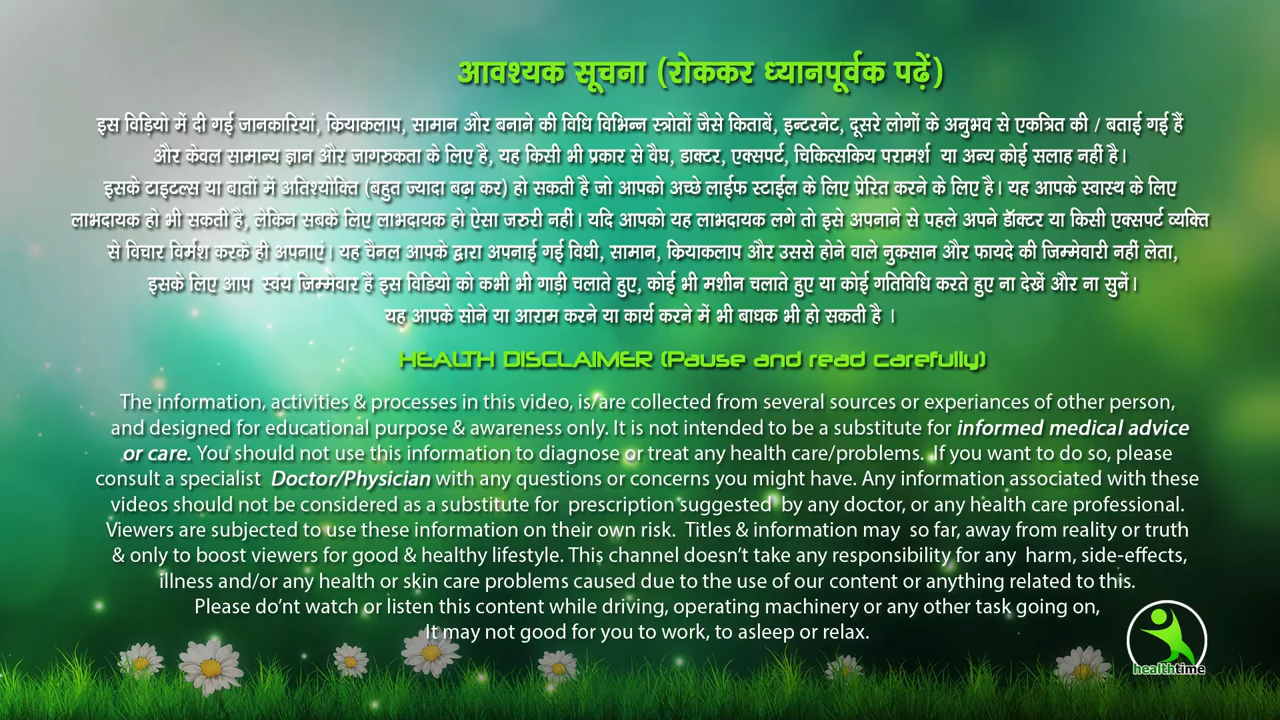 आवश्यक सूचना (रोककर ध्यानपूर्वक पढ़ें)
इस विड़ियो में दी गई जानकारियां, क्रियाकलाप, सामान और बनाने की विधि विभिन्न स्त्रोतों जैसे किताबें, इन्टरनेट, दूसरे लोगों के अनुभव से एकत्रित की / बताई गई हैं
और केवल सामान्य ज्ञान और जागरुकता के लिए है, यह किसी भी प्रकार से वैघ, डाक्टर, एक्सपर्ट, चिकित्सकिय परामर्श या अन्य कोई सलाह नहीं है।
इसके टाइटल्स या बातों में अतिश्योक्ति (बहुत ज्यादा बढ़ा कर) हो सकती है जो आपको अच्छे लाईफ स्टाईल के लिए प्रेरित करने के लिए है। यह आपके स्वास्थ के लिए
लाभदायक हो भी सकती है, लेकिन सबके लिए लाभदायक हो ऐसा जरुरी नहीं। यदि आपको यह लाभदायक लगे तो इसे अपनाने से पहले अपने डॅाक्टर या किसी एक्सपर्ट व्यक्ति
से विचार विर्मश करके ही अपनाएं। यह चैनल आपके द्वारा अपनाई गई विधी, सामान, क्रियाकलाप और उससे होने वाले नुकसान और फायदे की जिम्मेवारी नहीं लेता,
इसके लिए आप स्वंय जिम्मेवार हैं इस विडियो को कभी भी गाड़ी चलाते हुए, कोई भी मशीन चलाते हुए या कोई गतिविधि करते हुए ना देखें और ना सुनें।
यह आपके सोने या आराम करने या कार्य करने में भी बाधक भी हो सकती है ।
HEALTH DISCLAIMER (Pause and read carefully)
The information, activities & processes in this video, is/are collected from several sources or experiances of other person,
and designed for educational purpose & awareness only. It is not intended to be a substitute for informed medical advice
or care. You should not use this information to diagnose or treat any health care/problems. If you want to do so, please
consult a specialist Doctor/Physician with any questions or concerns you might have. Any information associated with these
videos should not be considered as a substitute for prescription suggested by any doctor, or any health care professional.
Viewers are subjected to use these information on their own risk. Titles & information may so far, away from reality or truth
& only to boost viewers for good & healthy lifestyle. This channel doesn't take any responsibility for any harm, side-effects,
illness and/or any health or skin care problems caused due to the use of our content or anything related to this.
Please do'nt watch or listen this content while driving, operating machinery or any other task going on,
It may not good for you to work, to asleep or relax.
healthtime